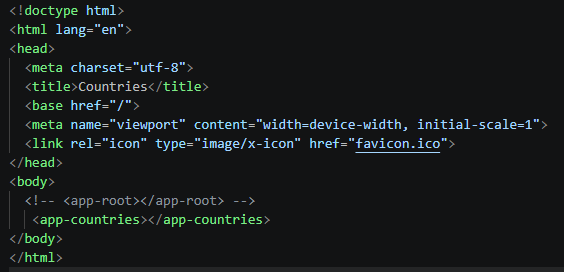 <!doctype html>
<html lang="en">
<head>
  <meta charset="utf-8">
  <title>Countries</title>
  <base href="/">
  <meta name="viewport" content="width=device-width, initial-scale=1">
  <link rel="icon" type="image/x-icon" href="favicon.ico">
</head>
<body>
  <!-- <app-root></app-root> -->
   <app-countries></app-countries>
</body>
</html>